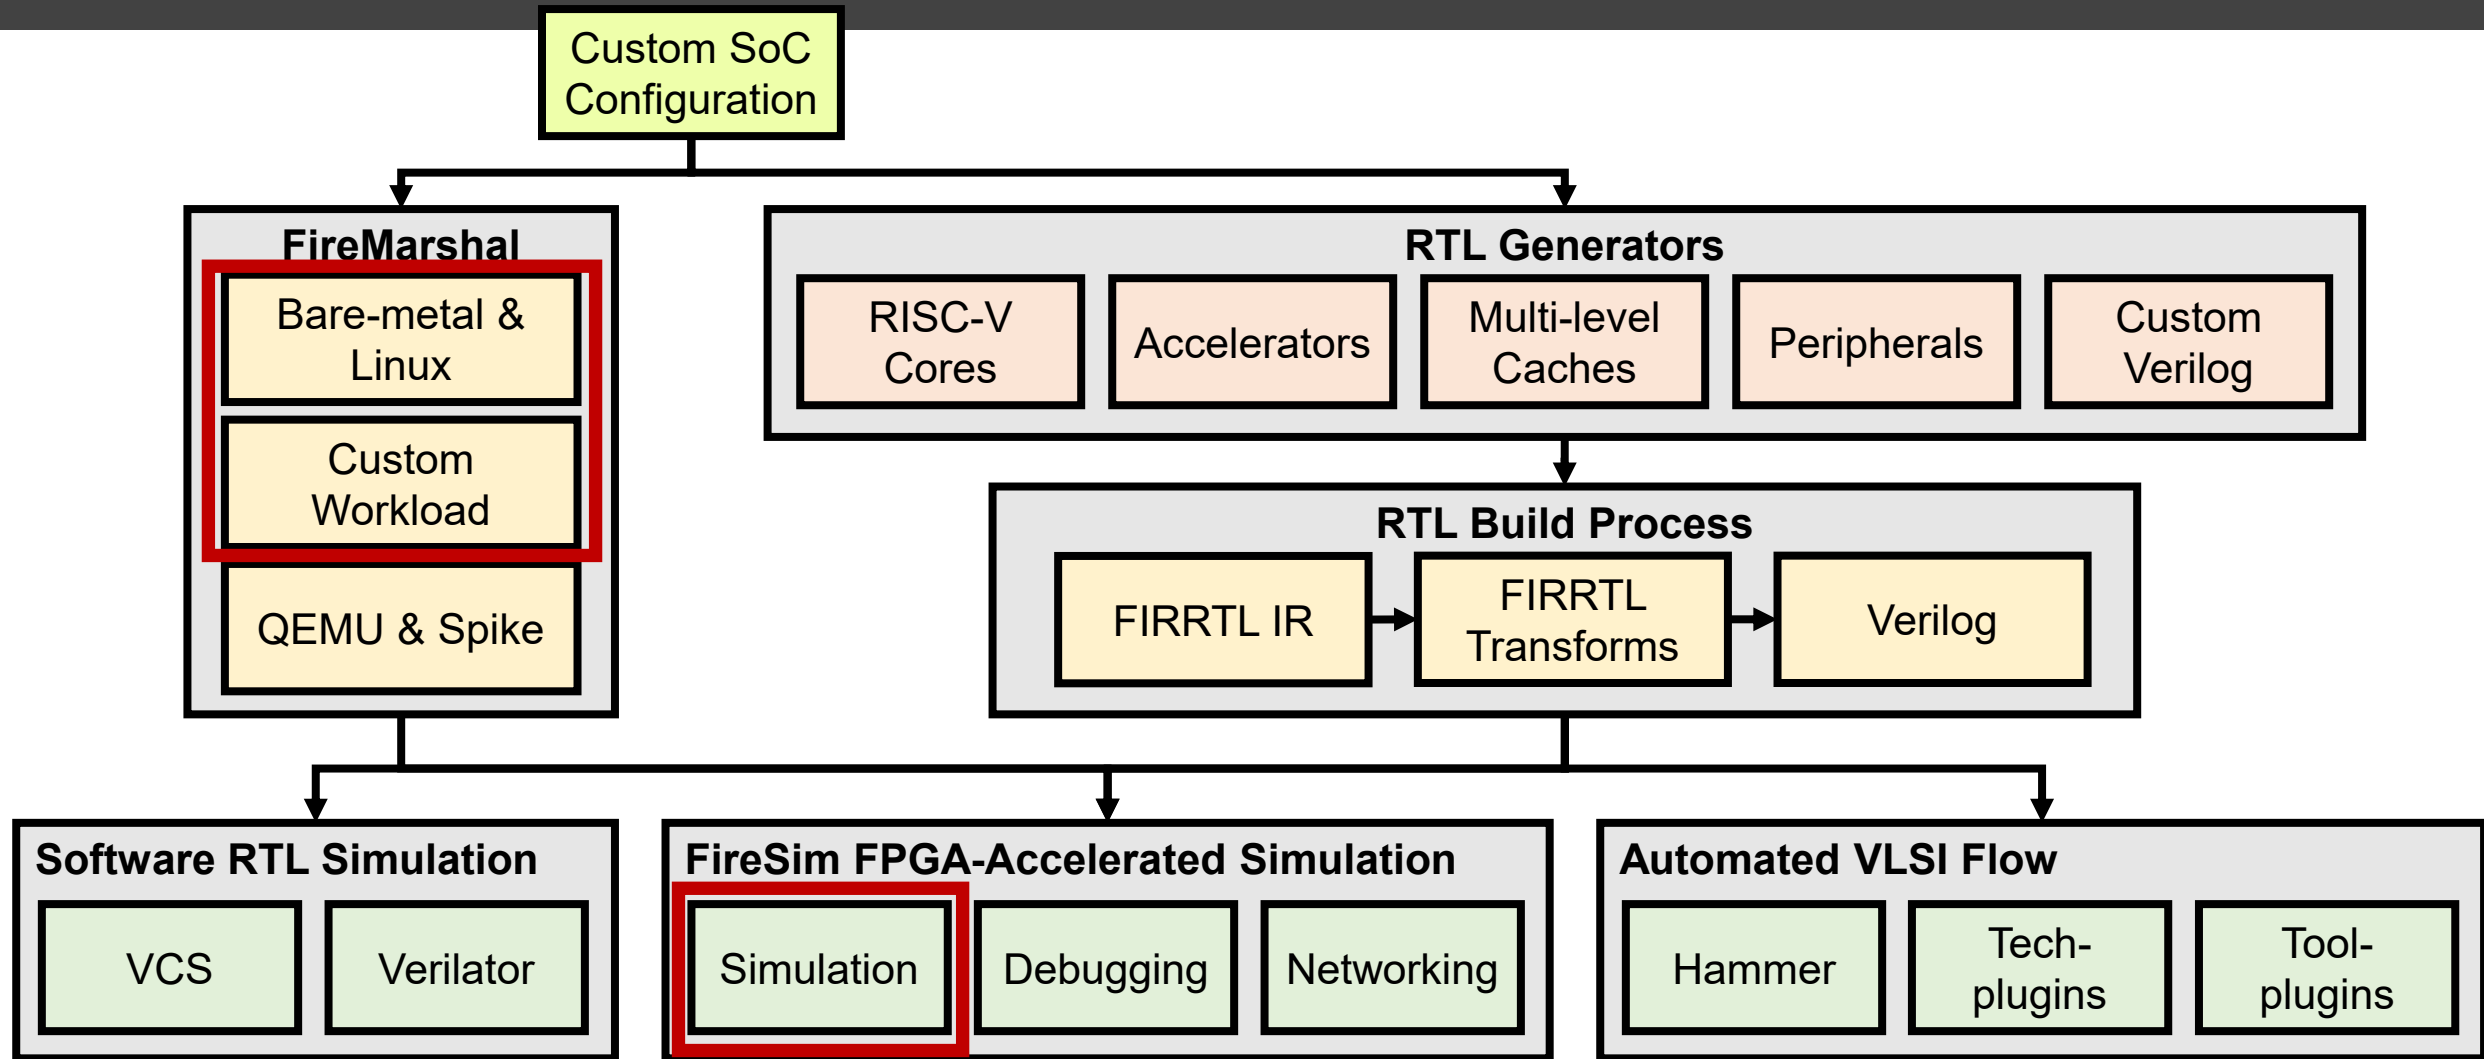 Custom SoC
Configuration
FireMarshal
Bare-metal &
Linux
Custom
Workload
QEMU & Spike
RTL Generators
RISC-V
Cores
Accelerators
Multi-level
Caches
Peripherals
Custom
Verilog
RTL Build Process
FIRRTL IR
FIRRTL
Transforms
Verilog
Software RTL Simulation
VCS
Verilator
FireSim FPGA-Accelerated Simulation
Simulation
Debugging
Networking
Automated VLSI Flow
Hammer
Tech-
plugins
Tool-
plugins